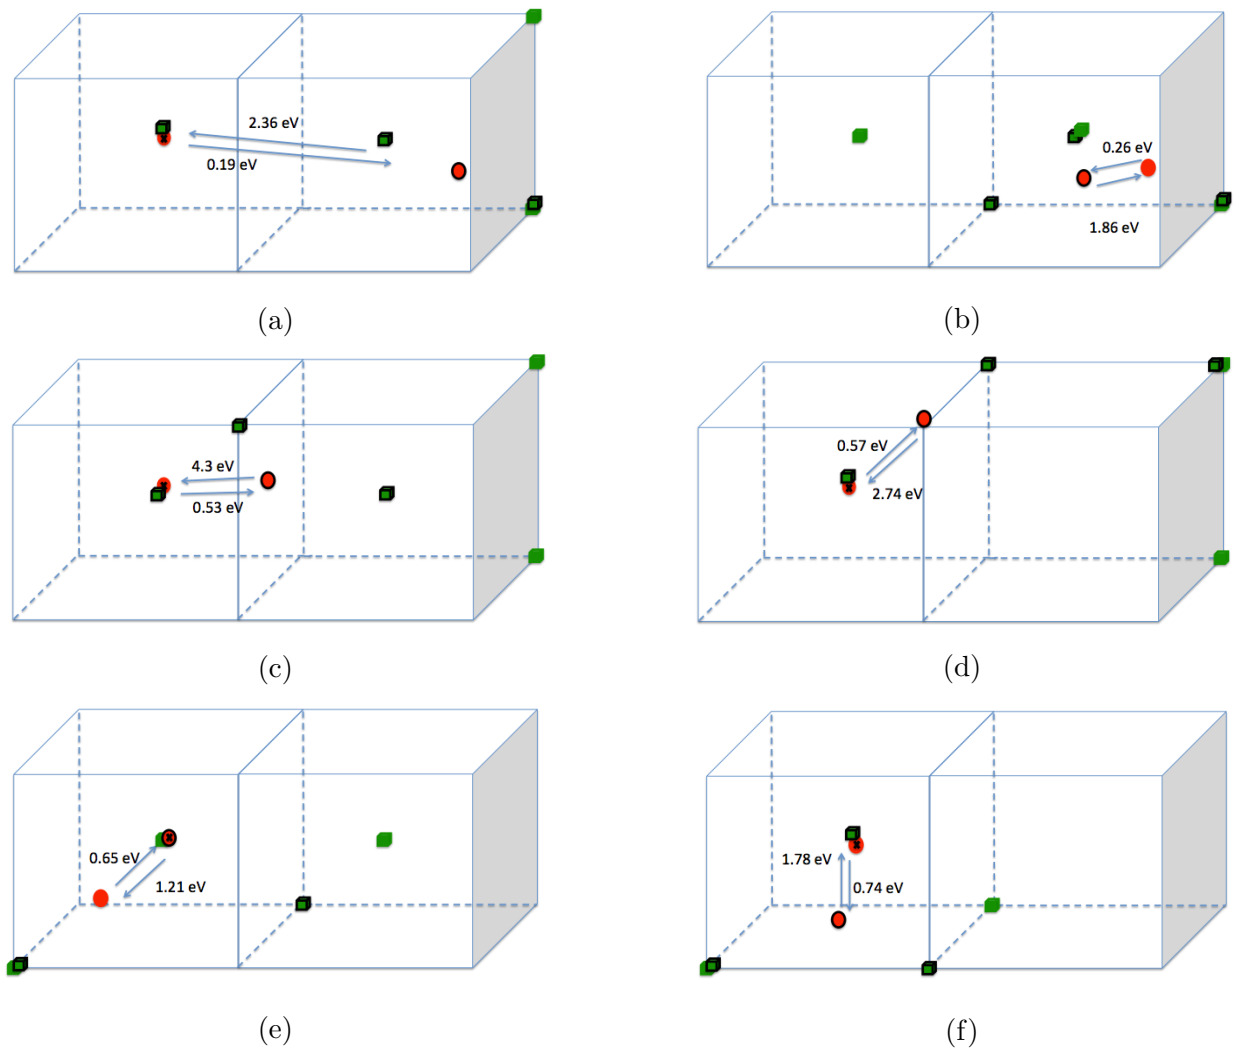 2.36 eV
0.19 eV
(a)
0.26 eV
1.86 eV
(b)
4.3 eV
0.53 eV
(c)
0.57 eV
2.74 eV
(d)
0.65 eV
1.21 eV
(e)
1.78 eV
0.74 eV
(f)